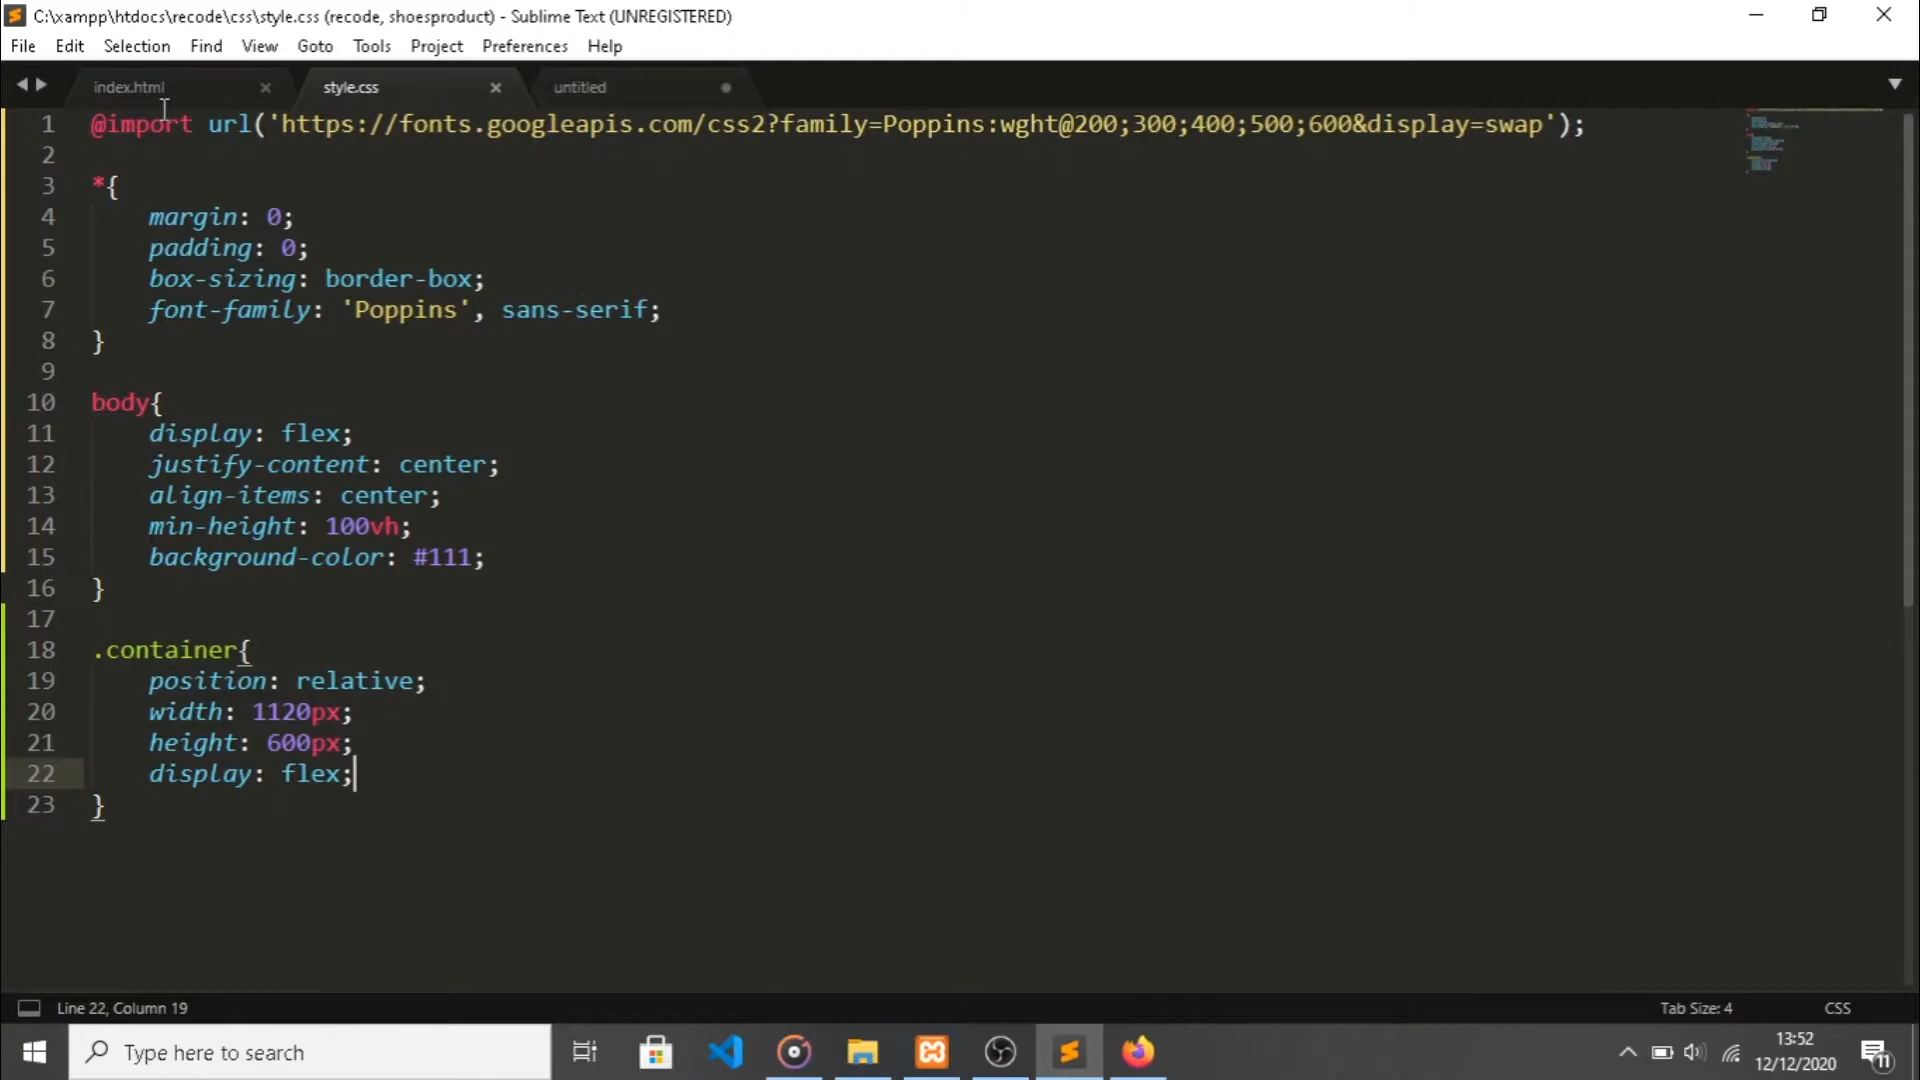 C:\xampp\htdocs\recode\css\style.css (recode, shoesproduct) - Sublime Text (UNREGISTERED)
File Edit Selection Find View Goto Tools Project Preferences Help
index.html style.css untitled
1 @import url('https://fonts.googleapis.com/css2?family=Poppins:wght@200;300;400;500;600&display=swap');
2
3 *{
4 margin: 0;
5 padding: 0;
6 box-sizing: border-box;
7 font-family: 'Poppins', sans-serif;
8 }
9
10 body{
11 display: flex;
12 justify-content: center;
13 align-items: center;
14 min-height: 100vh;
15 background-color: #111;
16 }
17
18 .container{
19 position: relative;
20 width: 1120px;
21 height: 600px;
22 display: flex;
23 }
Line 22, Column 19 Tab Size: 4 CSS
Type here to search
13:52
12/12/2020
11